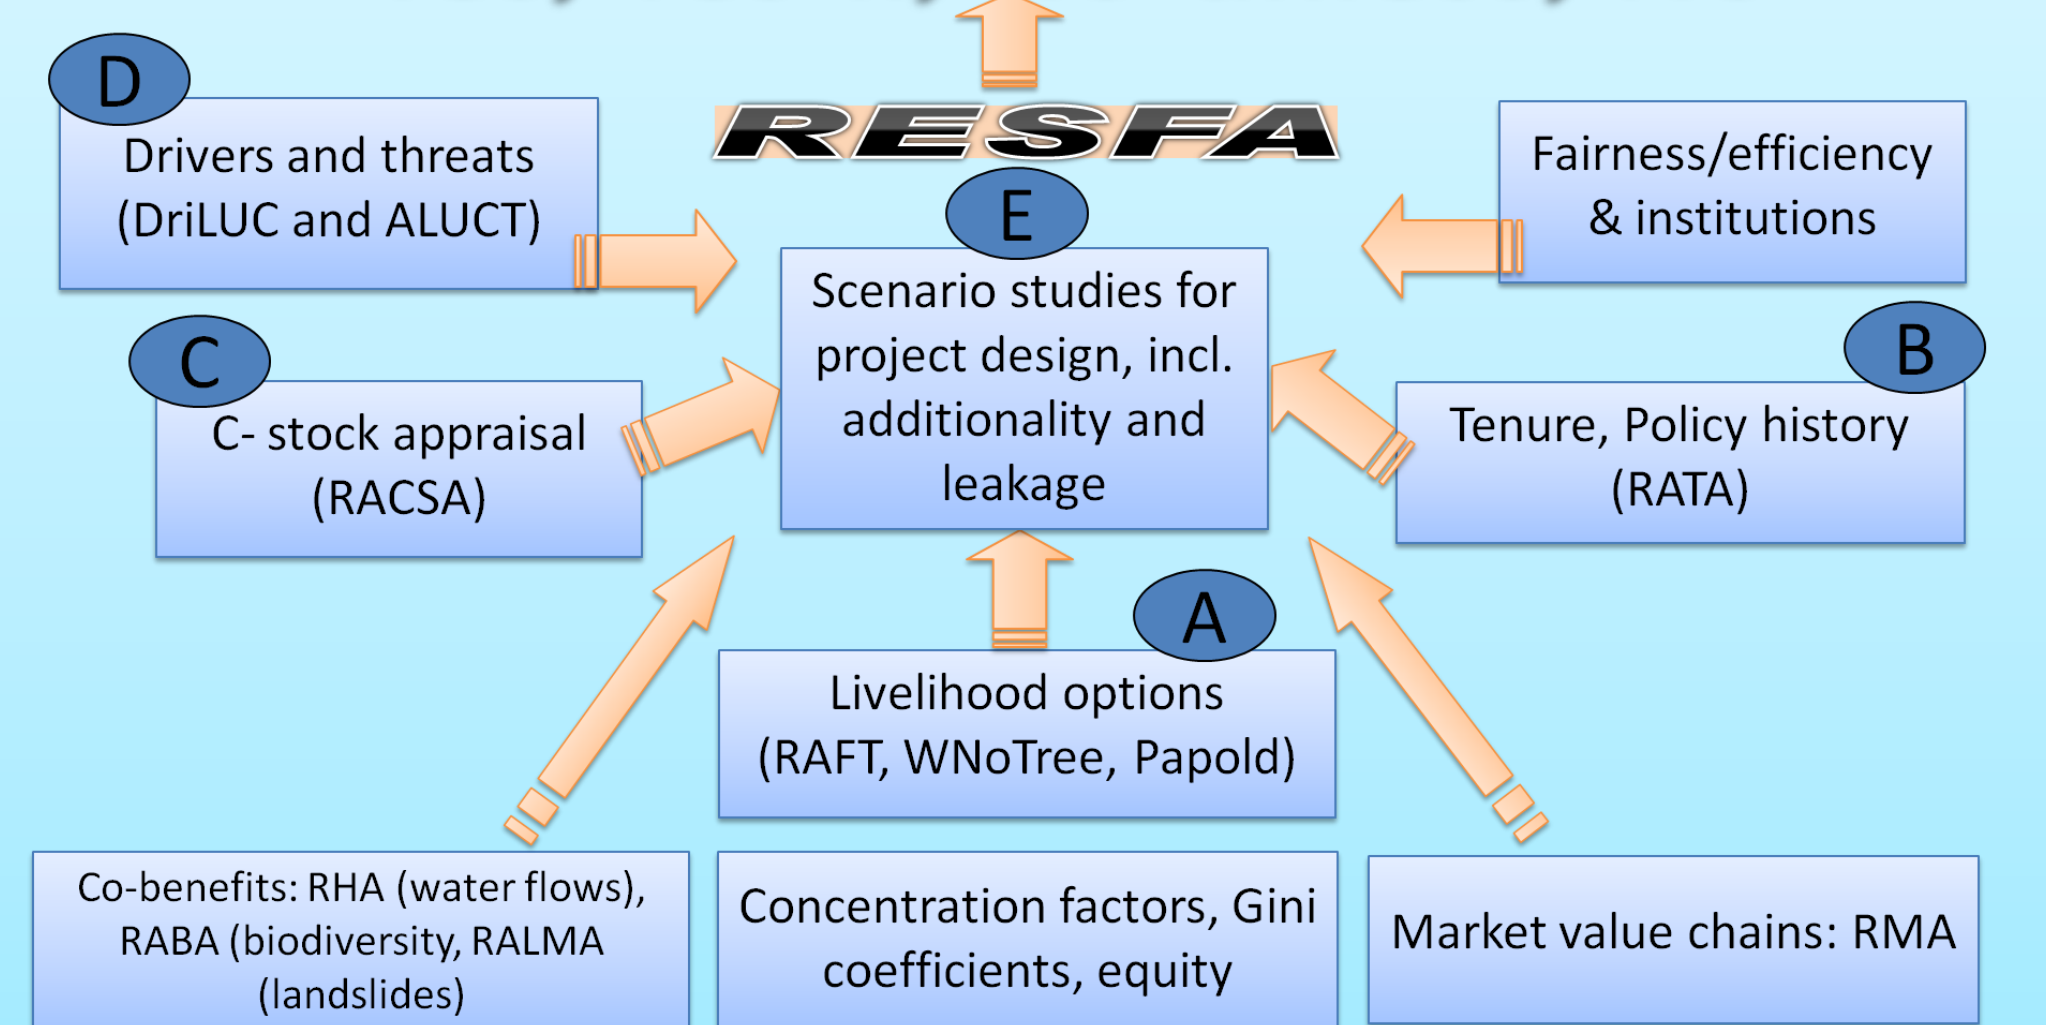 RESFA
D
Drivers and threats
(DriLUC and ALUCT)
E
Scenario studies for
project design, incl.
additionality and
leakage
Fairness/efficiency
& institutions
C
C- stock appraisal
(RACSA)
B
Tenure, Policy history
(RATA)
A
Livelihood options
(RAFT, WNoTree, Papold)
Co-benefits: RHA (water flows),
RABA (biodiversity, RALMA
(landslides)
Concentration factors, Gini
coefficients, equity
Market value chains: RMA